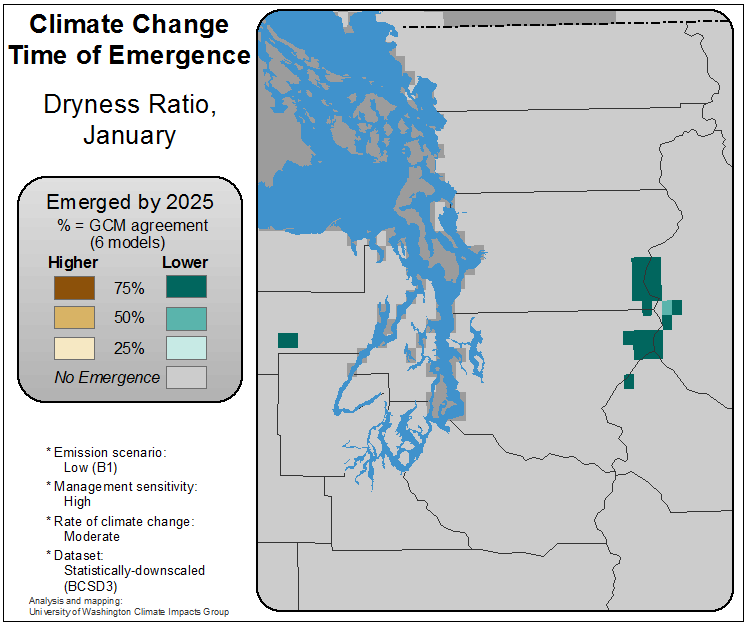 Climate Change
Time of Emergence
Dryness Ratio,
January
Emerged by 2025
% = GCM agreement
(6 models)
Higher Lower
75%
50%
25%
No Emergence
* Emission scenario:
Low (B1)
* Management sensitivity:
High
* Rate of climate change:
Moderate
* Dataset:
Statistically-downscaled
(BCSD3)
Analysis and mapping:
University of Washington Climate Impacts Group